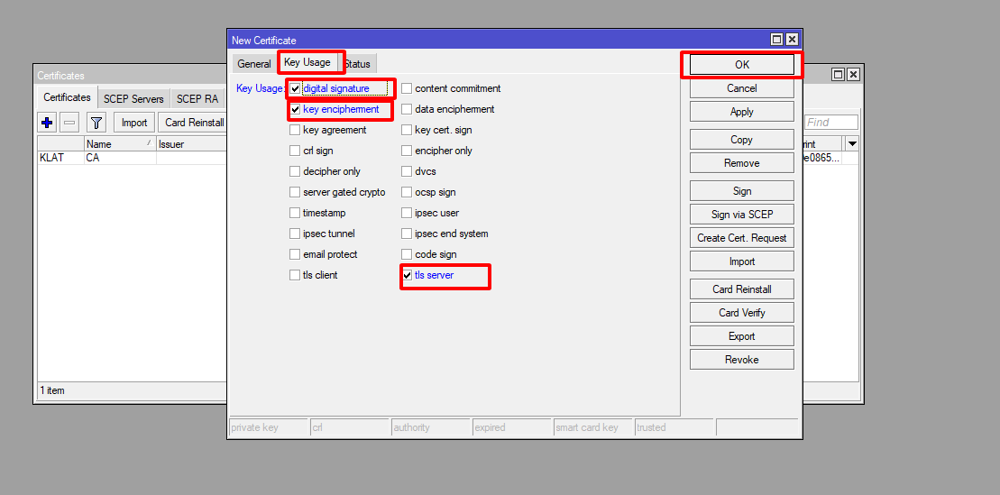 New Certificate
General Key Usage Status
Key Usage: digital signature content commitment
key encipherment data encipherment
key agreement key cert. sign
crl sign encipher only
decipher only dvcs
server gated crypto ocsp sign
timestamp ipsec user
ipsec tunnel ipsec end system
email protect code sign
tls client tls server
OK
Cancel
Apply
Copy
Remove
Sign
Sign via SCEP
Create Cert. Request
Import
Card Reinstall
Card Verify
Export
Revoke
private key crl authority expired smart card key trusted
Certificates
Certificates SCEP Servers SCEP RA
Import Card Reinstall Find
Name Issuer
KLAT CA e0865...
1 item